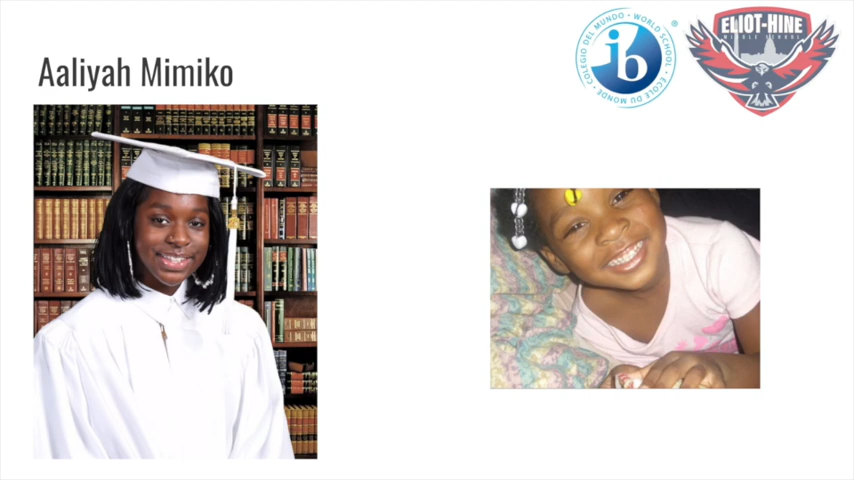 Aaliyah Mimiko
COLEGIO DEL MUNDO · WORLD SCHOOL · ÉCOLE DU MONDE ·
ib
®
ELIOT-HINE
MIDDLE SCHOOL